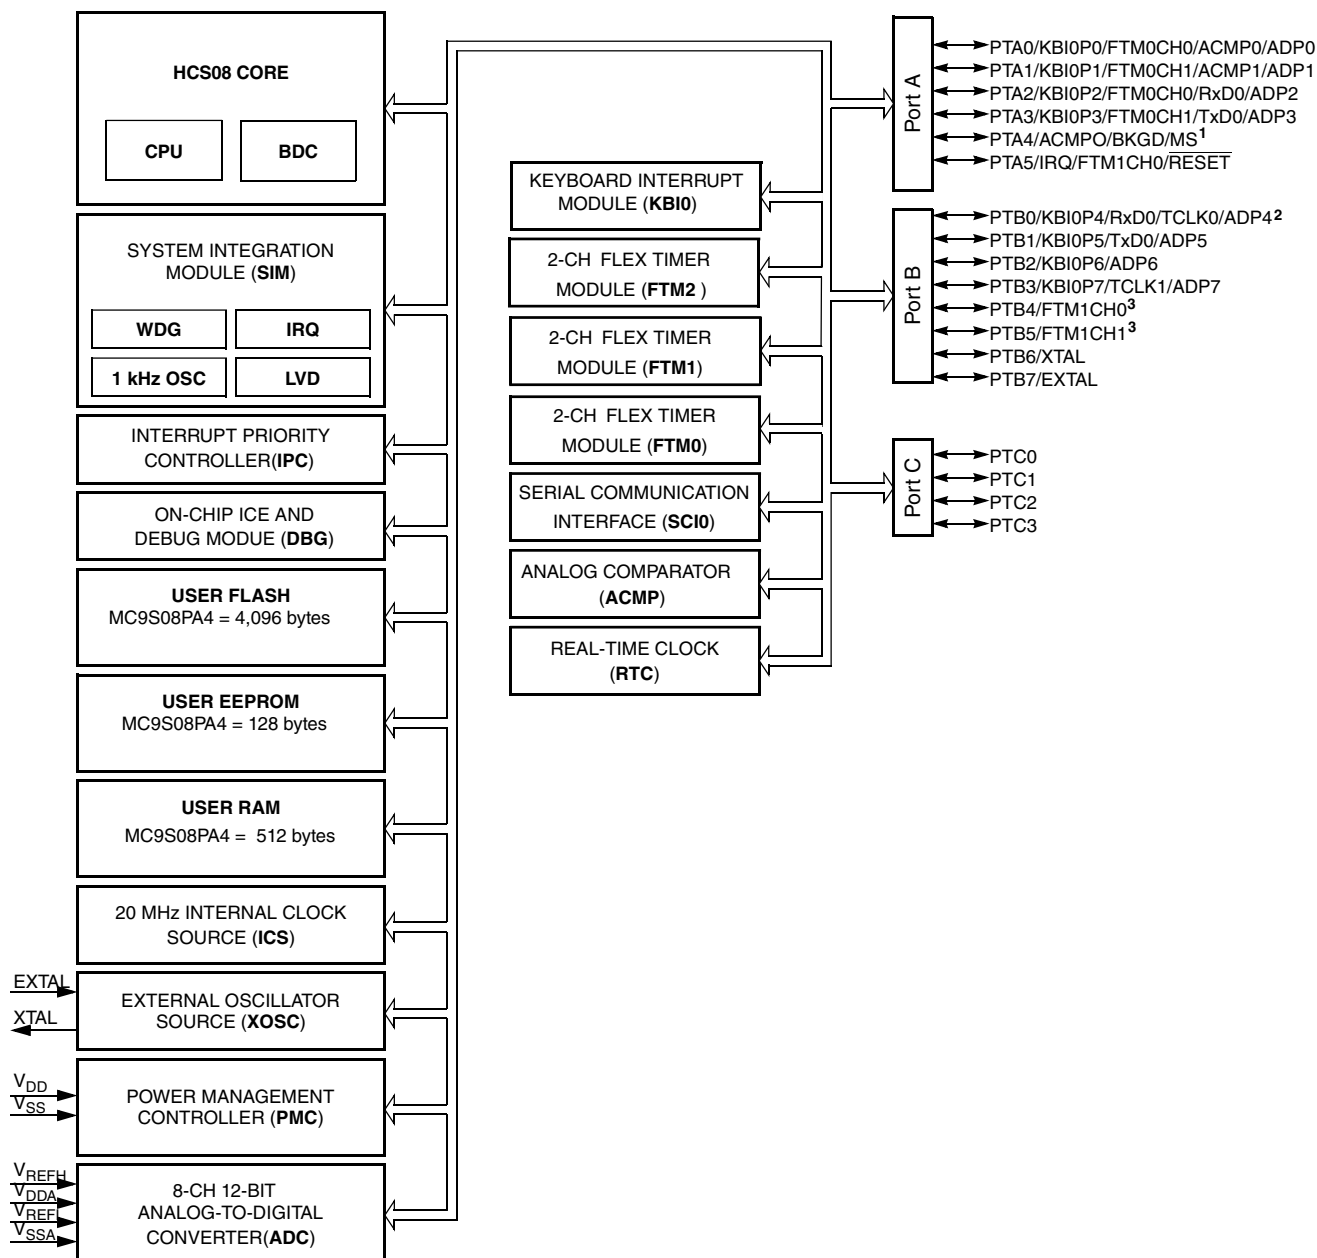 HCS08 CORE
CPU
BDC
SYSTEM INTEGRATION
MODULE (SIM)
WDG
IRQ
1 kHz OSC
LVD
INTERRUPT PRIORITY
CONTROLLER(IPC)
ON-CHIP ICE AND
DEBUG MODUE (DBG)
USER FLASH
MC9S08PA4 = 4,096 bytes
USER EEPROM
MC9S08PA4 = 128 bytes
USER RAM
MC9S08PA4 = 512 bytes
20 MHz INTERNAL CLOCK
SOURCE (ICS)
EXTAL
XTAL
EXTERNAL OSCILLATOR
SOURCE (XOSC)
VDD
VSS
POWER MANAGEMENT
CONTROLLER (PMC)
VREFH
VDDA
VREFL
VSSA
8-CH 12-BIT
ANALOG-TO-DIGITAL
CONVERTER(ADC)
KEYBOARD INTERRUPT
MODULE (KBI0)
2-CH FLEX TIMER
MODULE (FTM2 )
2-CH FLEX TIMER
MODULE (FTM1)
2-CH FLEX TIMER
MODULE (FTM0)
SERIAL COMMUNICATION
INTERFACE (SCI0)
ANALOG COMPARATOR
(ACMP)
REAL-TIME CLOCK
(RTC)
Port A
PTA0/KBI0P0/FTM0CH0/ACMP0/ADP0
PTA1/KBI0P1/FTM0CH1/ACMP1/ADP1
PTA2/KBI0P2/FTM0CH0/RxD0/ADP2
PTA3/KBI0P3/FTM0CH1/TxD0/ADP3
PTA4/ACMPO/BKGD/MS1
PTA5/IRQ/FTM1CH0/RESET
Port B
PTB0/KBI0P4/RxD0/TCLK0/ADP42
PTB1/KBI0P5/TxD0/ADP5
PTB2/KBI0P6/ADP6
PTB3/KBI0P7/TCLK1/ADP7
PTB4/FTM1CH03
PTB5/FTM1CH13
PTB6/XTAL
PTB7/EXTAL
Port C
PTC0
PTC1
PTC2
PTC3